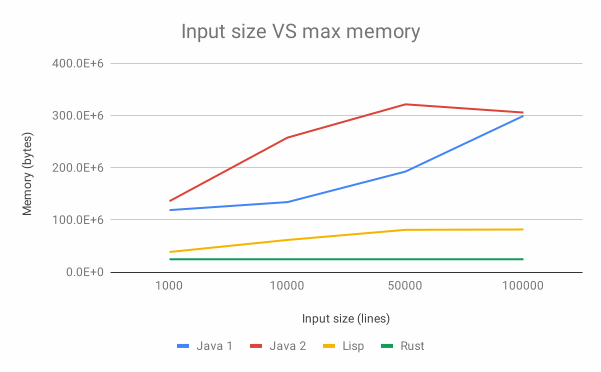 Input size VS max memory
400.0E+6
300.0E+6
200.0E+6
100.0E+6
0.0E+0
Memory (bytes)
1000 10000 50000 100000
Input size (lines)
Java 1 Java 2 Lisp Rust